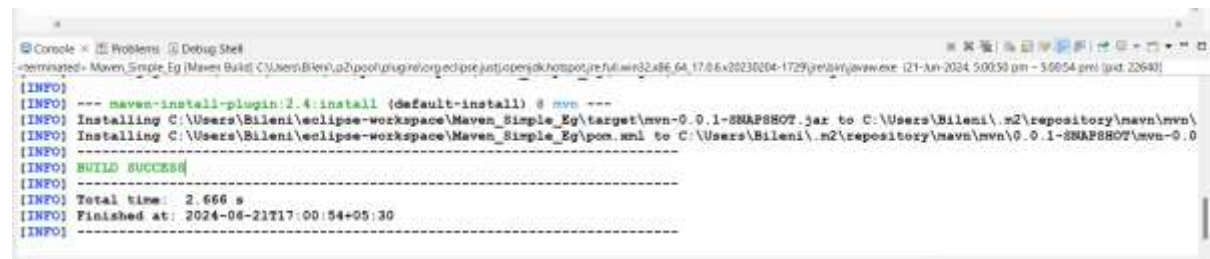 Console × Problems Debug Shell
<terminated> Maven_Simple_Eg [Maven Build] C:\Users\Bileni\.p2\pool\plugins\org.eclipse.justj.openjdk.hotspot.jre.full.win32.x86_64_17.0.6.v20230204-1729\jre\bin\javaw.exe (21-Jun-2024, 5:00:50 pm – 5:00:54 pm) [pid: 22640]
[INFO]
[INFO] --- maven-install-plugin:2.4:install (default-install) @ mvn ---
[INFO] Installing C:\Users\Bileni\eclipse-workspace\Maven_Simple_Eg\target\mvn-0.0.1-SNAPSHOT.jar to C:\Users\Bileni\.m2\repository\mavn\mvn\
[INFO] Installing C:\Users\Bileni\eclipse-workspace\Maven_Simple_Eg\pom.xml to C:\Users\Bileni\.m2\repository\mavn\mvn\0.0.1-SNAPSHOT\mvn-0.0
[INFO] ------------------------------------------------------------------------
[INFO] BUILD SUCCESS
[INFO] ------------------------------------------------------------------------
[INFO] Total time:  2.666 s
[INFO] Finished at: 2024-06-21T17:00:54+05:30
[INFO] ------------------------------------------------------------------------